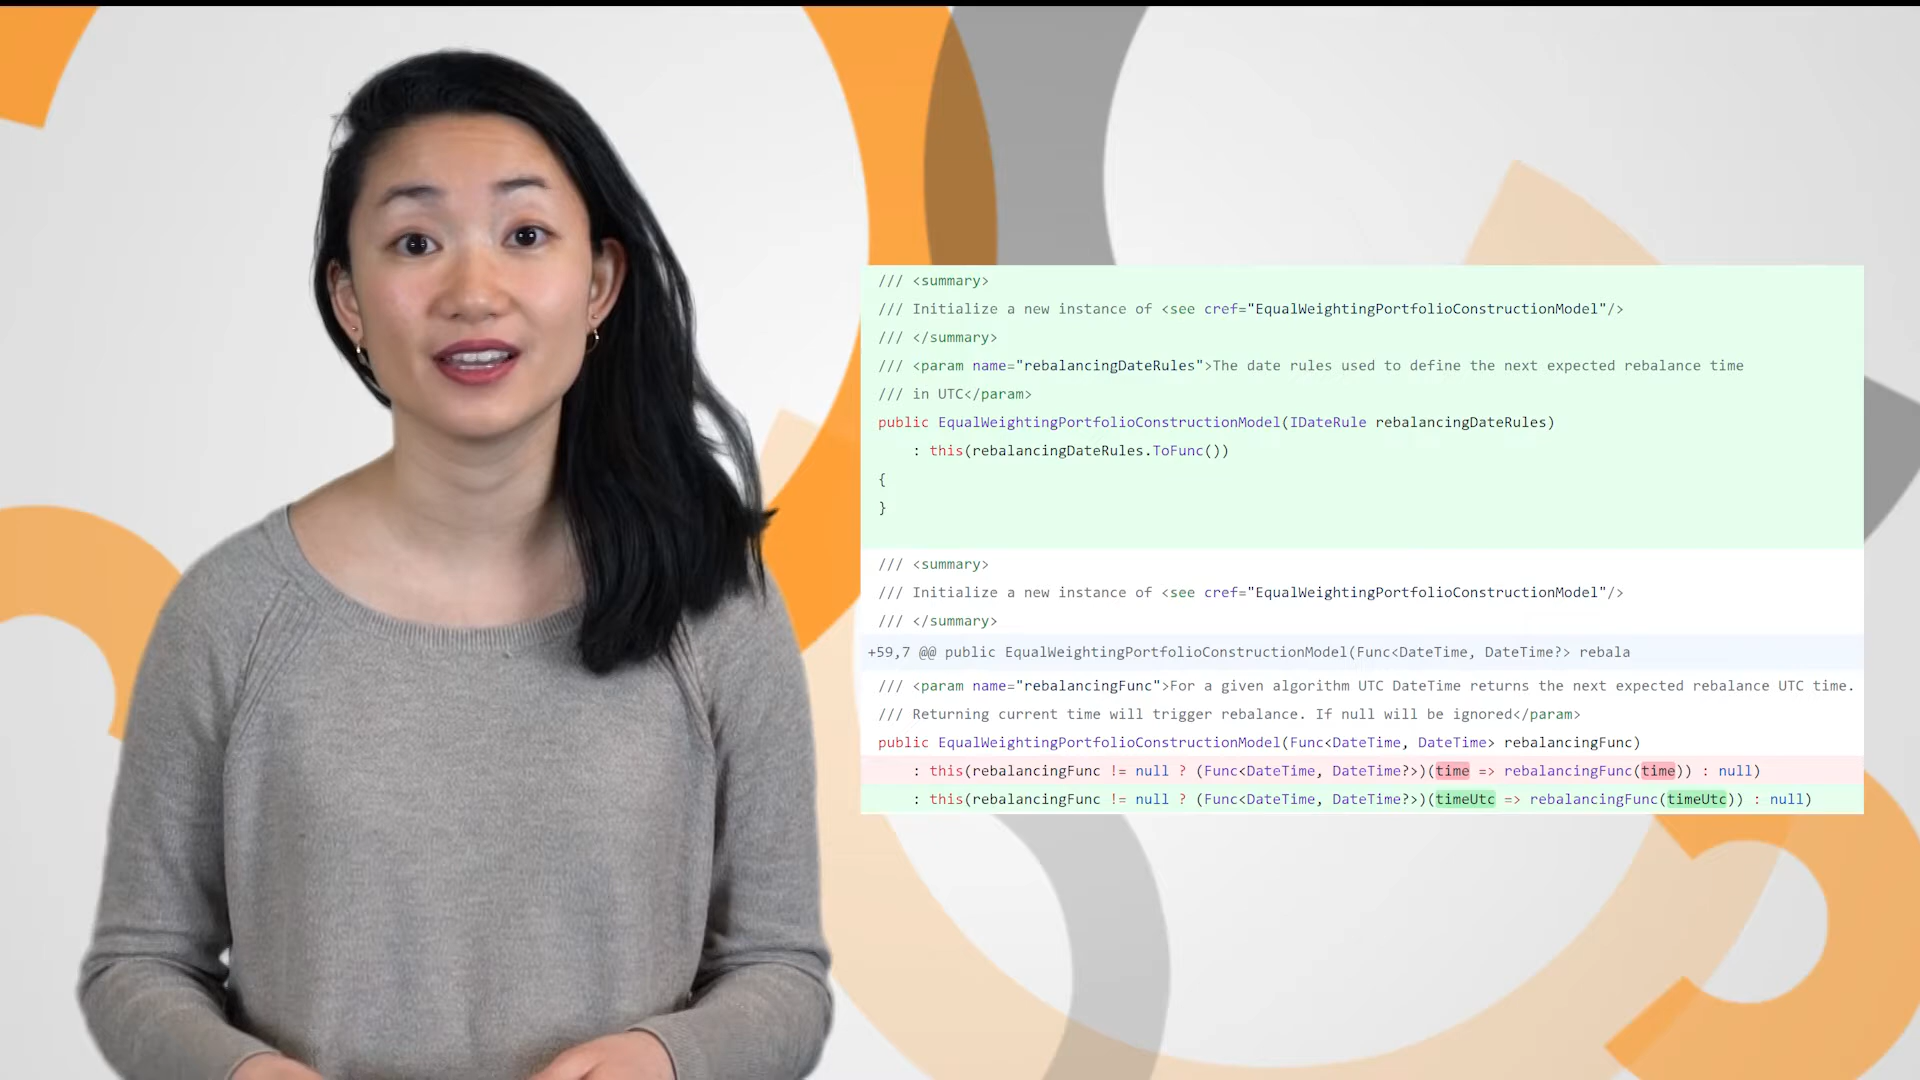 /// <summary>
/// Initialize a new instance of <see cref="EqualWeightingPortfolioConstructionModel"/>
/// </summary>
/// <param name="rebalancingDateRules">The date rules used to define the next expected rebalance time
/// in UTC</param>
public EqualWeightingPortfolioConstructionModel(IDateRule rebalancingDateRules)
: this(rebalancingDateRules.ToFunc())
{
}
/// <summary>
/// Initialize a new instance of <see cref="EqualWeightingPortfolioConstructionModel"/>
/// </summary>
+59,7 @@ public EqualWeightingPortfolioConstructionModel(Func<DateTime, DateTime?> rebala
/// <param name="rebalancingFunc">For a given algorithm UTC DateTime returns the next expected rebalance UTC time.
/// Returning current time will trigger rebalance. If null will be ignored</param>
public EqualWeightingPortfolioConstructionModel(Func<DateTime, DateTime> rebalancingFunc)
: this(rebalancingFunc != null ? (Func<DateTime, DateTime?>)(time => rebalancingFunc(time)) : null)
: this(rebalancingFunc != null ? (Func<DateTime, DateTime?>)(timeUtc => rebalancingFunc(timeUtc)) : null)